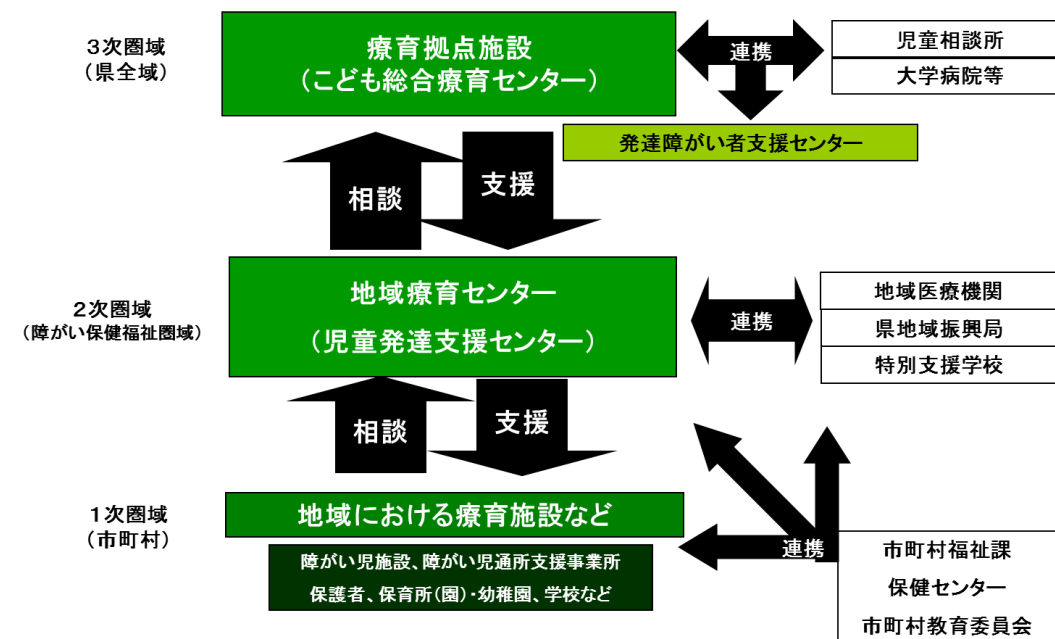 3次圏域
(県全域)
療育拠点施設
(こども総合療育センター)
連携
児童相談所
大学病院等
発達障がい者支援センター
相談
支援
2次圏域
(障がい保健福祉圏域)
地域療育センター
(児童発達支援センター)
連携
地域医療機関
県地域振興局
特別支援学校
相談
支援
1次圏域
(市町村)
地域における療育施設など
障がい児施設、障がい児通所支援事業所
保護者、保育所(園)・幼稚園、学校など
連携
市町村福祉課
保健センター
市町村教育委員会